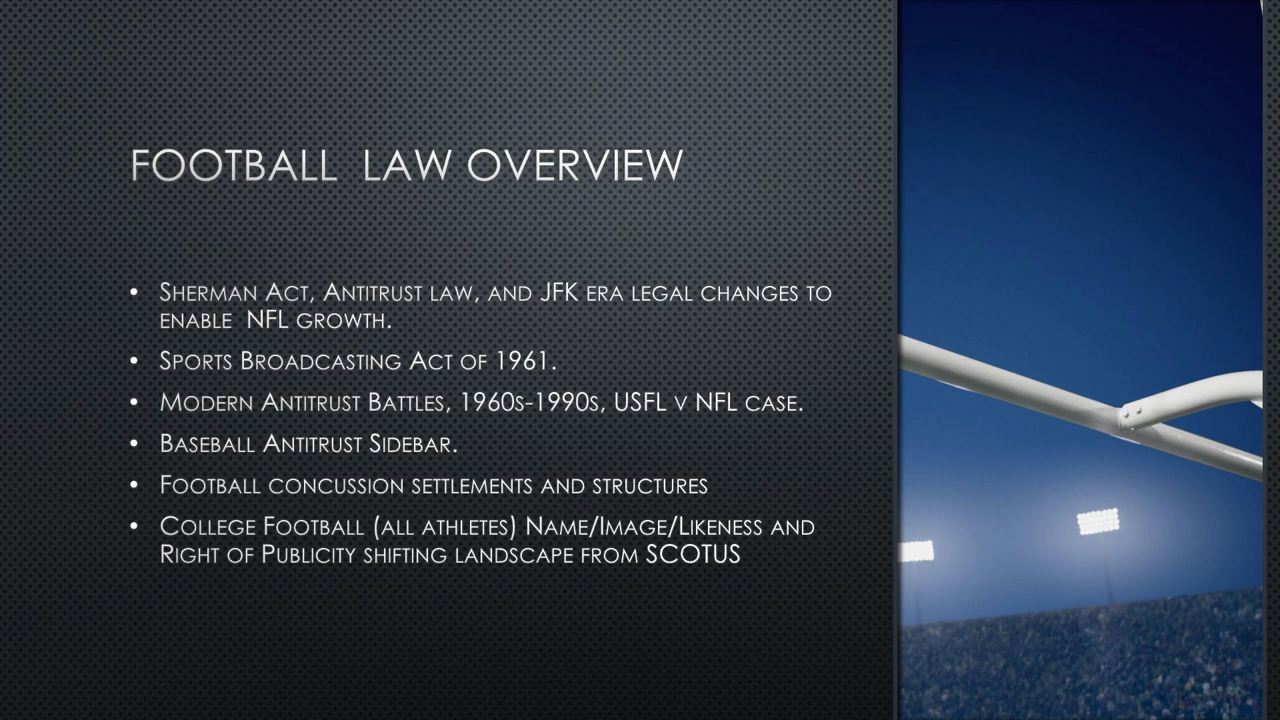 FOOTBALL  LAW OVERVIEW
• SHERMAN ACT, ANTITRUST LAW, AND JFK ERA LEGAL CHANGES TO
ENABLE  NFL GROWTH.
• SPORTS BROADCASTING ACT OF 1961.
• MODERN ANTITRUST BATTLES, 1960S-1990S, USFL V NFL CASE.
• BASEBALL ANTITRUST SIDEBAR.
• FOOTBALL CONCUSSION SETTLEMENTS AND STRUCTURES
• COLLEGE FOOTBALL (ALL ATHLETES) NAME/IMAGE/LIKENESS AND
RIGHT OF PUBLICITY SHIFTING LANDSCAPE FROM SCOTUS